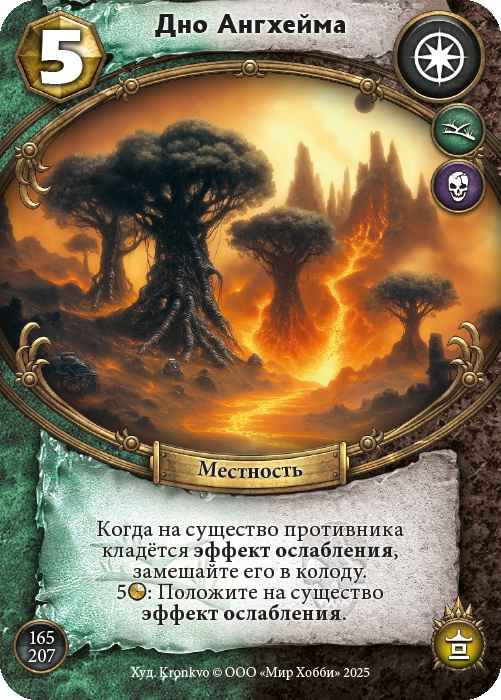 5
Дно Ангхейма
Местность
Когда на существо противника
кладётся эффект ослабления,
замешайте его в колоду.
5: Положите на существо
эффект ослабления.
165
207
Худ. Kronkvo © ООО «Мир Хобби» 2025